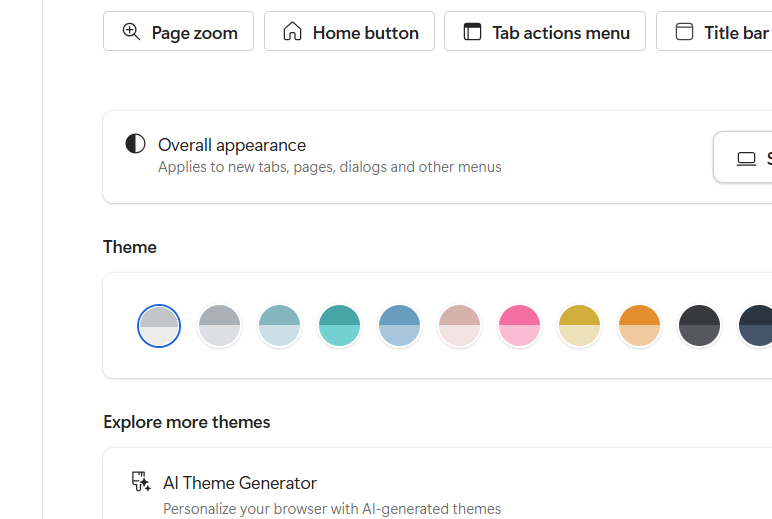 Page zoom
Home button
Tab actions menu
Title bar
Overall appearance
Applies to new tabs, pages, dialogs and other menus
Theme
Explore more themes
AI Theme Generator
Personalize your browser with AI-generated themes